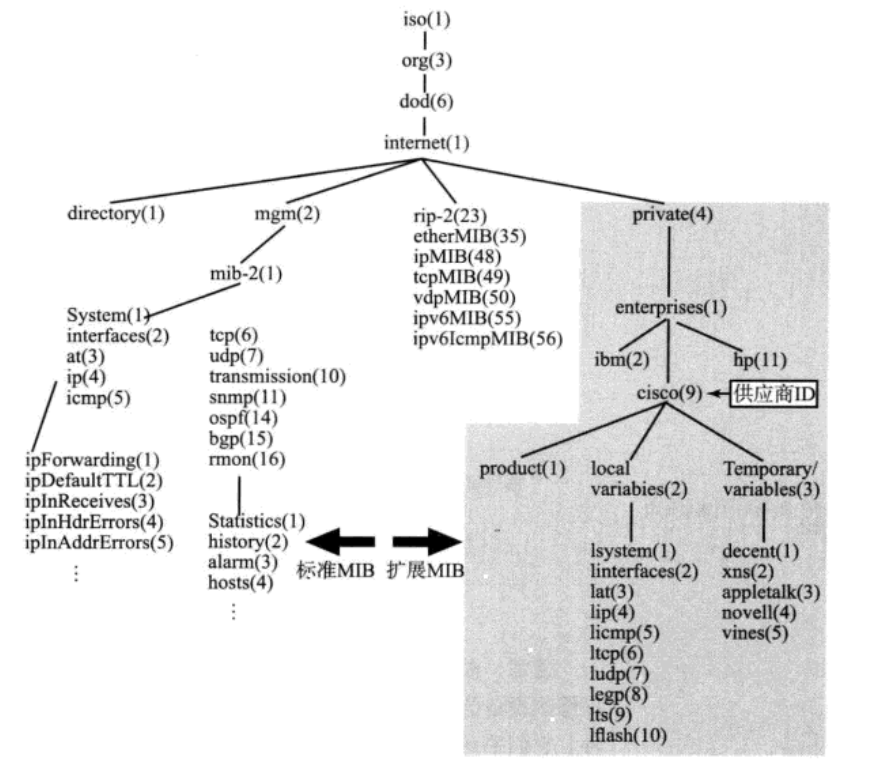 iso(1)
org(3)
dod(6)
internet(1)
directory(1)
mgm(2)
mib-2(1)
System(1)
interfaces(2)
at(3)
ip(4)
icmp(5)
ipForwarding(1)
ipDefaultTTL(2)
ipInReceives(3)
ipInHdrErrors(4)
ipInAddrErrors(5)
⋮
tcp(6)
udp(7)
transmission(10)
snmp(11)
ospf(14)
bgp(15)
rmon(16)
Statistics(1)
history(2)
alarm(3)
hosts(4)
⋮
rip-2(23)
etherMIB(35)
ipMIB(48)
tcpMIB(49)
vdpMIB(50)
ipv6MIB(55)
ipv6IcmpMIB(56)
标准MIB
扩展MIB
private(4)
enterprises(1)
ibm(2)
hp(11)
cisco(9)
供应商ID
product(1)
local
variabies(2)
lsystem(1)
linterfaces(2)
lat(3)
lip(4)
licmp(5)
ltcp(6)
ludp(7)
legp(8)
lts(9)
lflash(10)
Temporary/
variables(3)
decent(1)
xns(2)
appletalk(3)
novell(4)
vines(5)